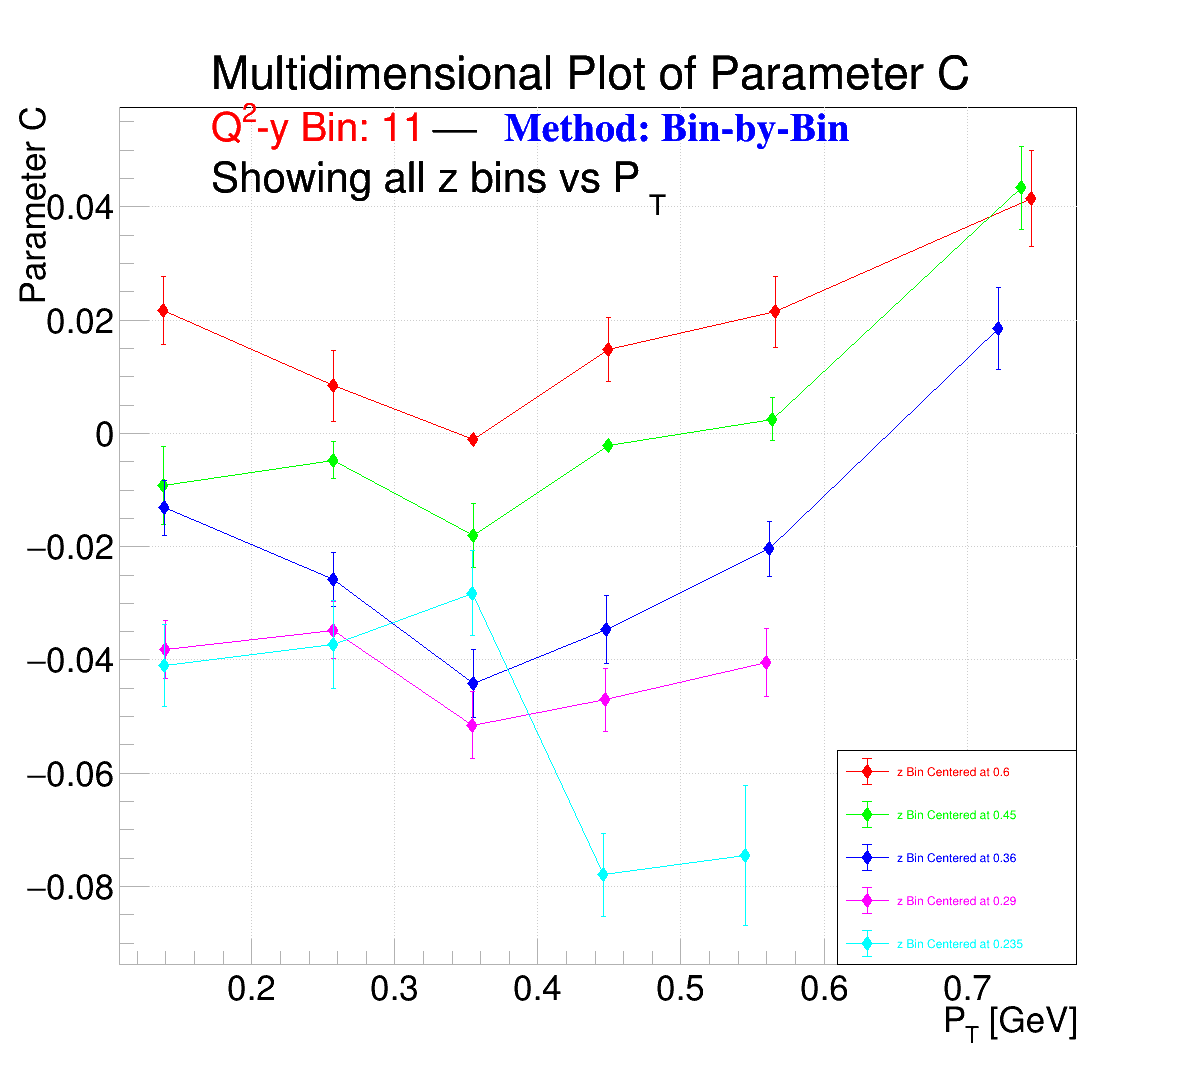 Multidimensional Plot of Parameter C
Q²-y Bin: 11 — Method: Bin-by-Bin
Showing all z bins vs P_T
Parameter C
0.04
0.02
0
−0.02
−0.04
−0.06
−0.08
z Bin Centered at 0.6
z Bin Centered at 0.45
z Bin Centered at 0.36
z Bin Centered at 0.29
z Bin Centered at 0.235
0.2 0.3 0.4 0.5 0.6 0.7
P_T [GeV]